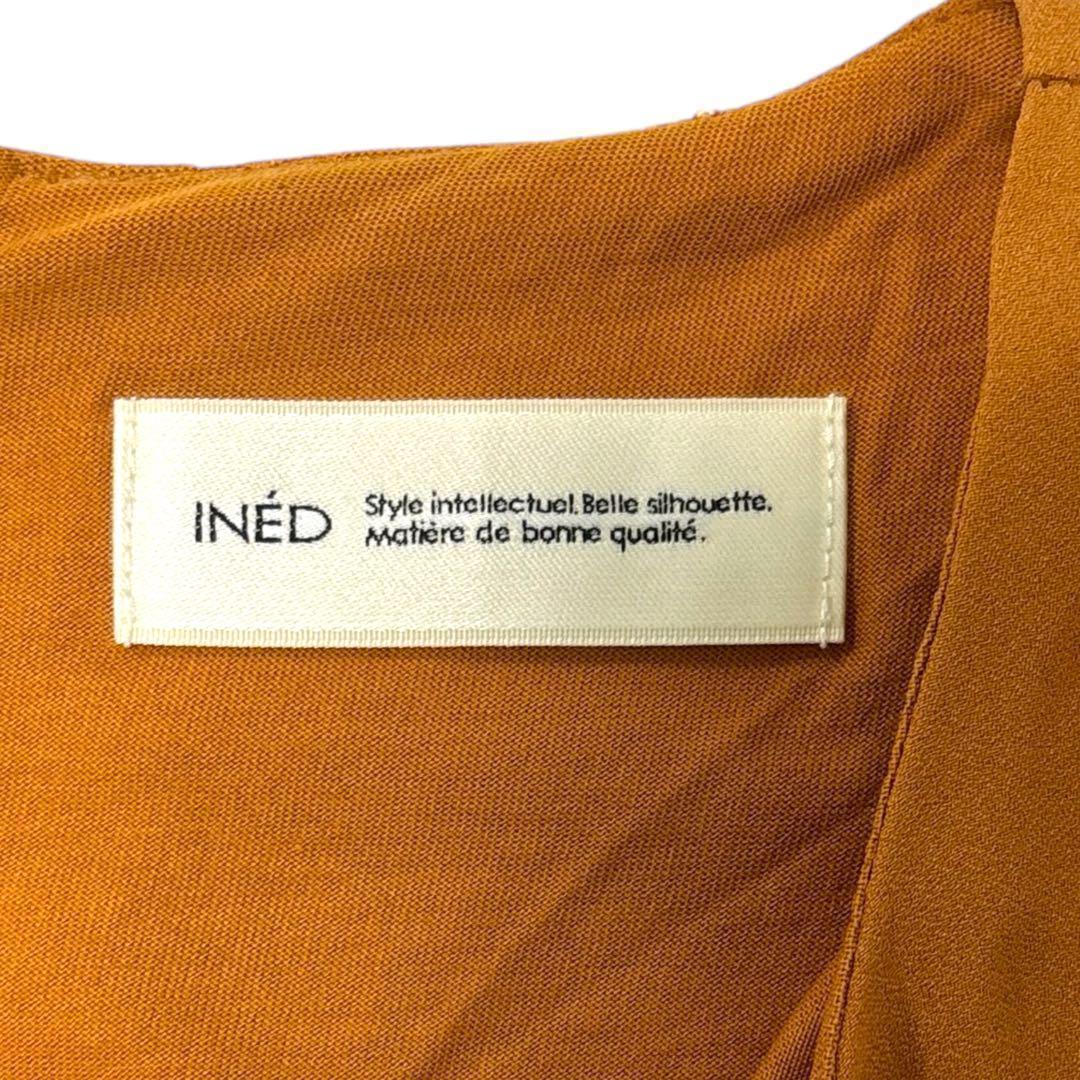 INÉD
Style intellectuel. Belle silhouette.
Matière de bonne qualité.